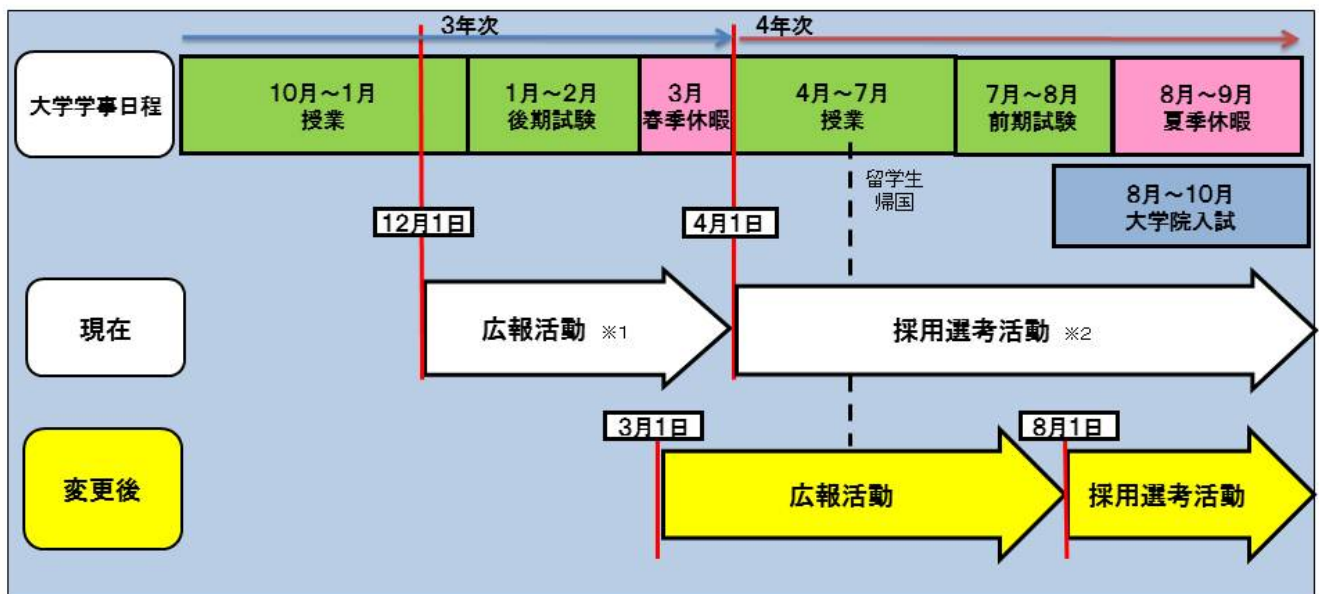 3年次
4年次
大学学事日程
10月～1月
授業
1月～2月
後期試験
3月
春季休暇
4月～7月
授業
7月～8月
前期試験
8月～9月
夏季休暇
留学生
帰国
8月～10月
大学院入試
12月1日
4月1日
現在
広報活動 ※1
採用選考活動 ※2
3月1日
8月1日
変更後
広報活動
採用選考活動